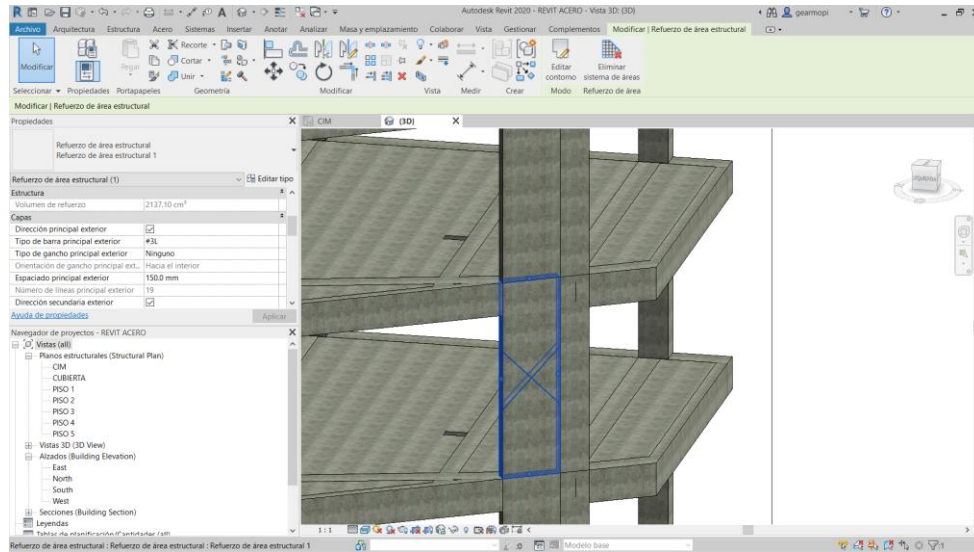 Autodesk Revit 2020 - REVIT ACERO - Vista 3D: {3D}
gearmopi
Archivo Arquitectura Estructura Acero Sistemas Insertar Anotar Analizar Masa y emplazamiento Colaborar Vista Gestionar Complementos Modificar | Refuerzo de área estructural
Modificar
Pegar
Recorte
Cortar
Unir
Editar contorno
Eliminar sistema de áreas
Seleccionar Propiedades Portapapeles Geometría Modificar Vista Medir Crear Modo Refuerzo de área
Modificar | Refuerzo de área estructural
Propiedades
CIM
{3D}
Refuerzo de área estructural
Refuerzo de área estructural 1
Refuerzo de área estructural (1) Editar tipo
Estructura
Volumen de refuerzo 2137.10 cm³
Capas
Dirección principal exterior
Tipo de barra principal exterior #3L
Tipo de gancho principal exterior Ninguno
Orientación de gancho principal ext... Hacia el interior
Espaciado principal exterior 150.0 mm
Número de líneas principal exterior 19
Dirección secundaria exterior
Ayuda de propiedades Aplicar
Navegador de proyectos - REVIT ACERO
Vistas (all)
Planos estructurales (Structural Plan)
CIM
CUBIERTA
PISO 1
PISO 2
PISO 3
PISO 4
PISO 5
Vistas 3D (3D View)
Alzados (Building Elevation)
East
North
South
West
Secciones (Building Section)
Leyendas
Tablas de planificación/Cantidades (all)
1:1
Refuerzo de área estructural : Refuerzo de área estructural : Refuerzo de área estructural 1
:0
Modelo base
:1